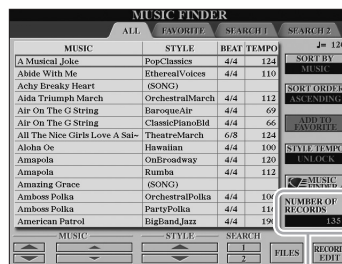 MUSIC FINDER
ALL FAVORITE SEARCH 1 SEARCH 2
MUSIC STYLE BEAT TEMPO
A Musical Joke PopClassics 4/4 124
Abide With Me EtherealVoices 4/4 110
Achy Breaky Heart (SONG)
Aida Triumph March OrchestralMarch 4/4 112
Air On The G String BaroqueAir 4/4 69
Air On The G String ClassicPianoBld 4/4 66
All The Nice Girls Love A Sai~ TheatreMarch 6/8 124
Aloha Oe Hawaiian 4/4 100
Amapola OnBroadway 4/4 120
Amapola Rumba 4/4 112
Amazing Grace (SONG)
Amboss Polka OrchestralPolka 4/4
Amboss Polka PartyPolka 4/4
American Patrol BigBandJazz 4/4
SORT BY
MUSIC
SORT ORDER
ASCENDING
ADD TO
FAVORITE
STYLE TEMPO
UNLOCK
MUSIC
FINDER
NUMBER OF
RECORDS
135
MUSIC STYLE SEARCH
1
2
FILES
RECORD
EDIT